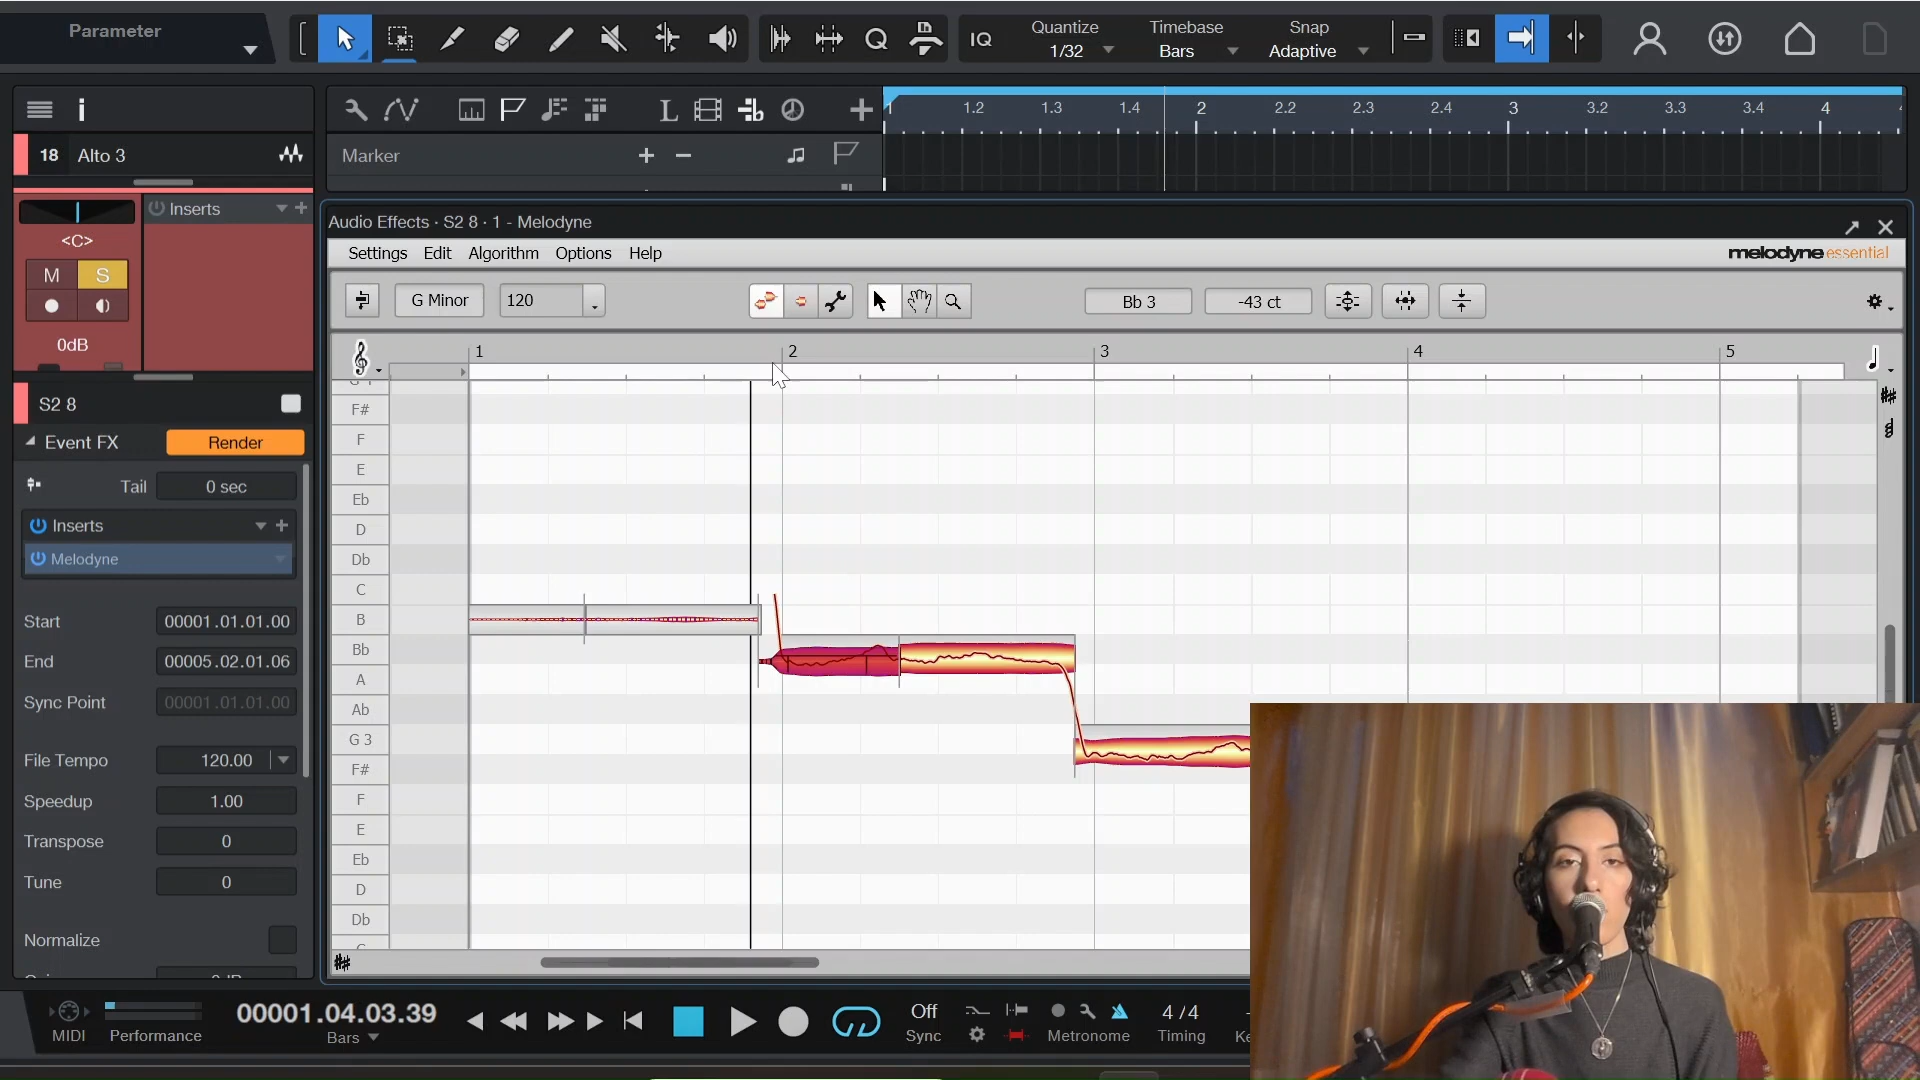 Parameter
IQ
Quantize
1/32
Timebase
Bars
Snap
Adaptive
18 Alto 3
Inserts
<C>
M S
0dB
S2 8
Event FX
Render
Tail
0 sec
Inserts
Melodyne
Start
00001.01.01.00
End
00005.02.01.06
Sync Point
00001.01.01.00
File Tempo
120.00
Speedup
1.00
Transpose
0
Tune
0
Normalize
Marker
1 1.2 1.3 1.4 2 2.2 2.3 2.4 3 3.2 3.3 3.4 4
Audio Effects · S2 8 · 1 - Melodyne
Settings Edit Algorithm Options Help
melodyne essential
G Minor
120
Bb 3
-43 ct
1 2 3 4 5
F#
F
E
Eb
D
Db
C
B
Bb
A
Ab
G 3
F#
F
E
Eb
D
Db
MIDI
Performance
00001.04.03.39
Bars
Off
Sync
Metronome
4 / 4
Timing